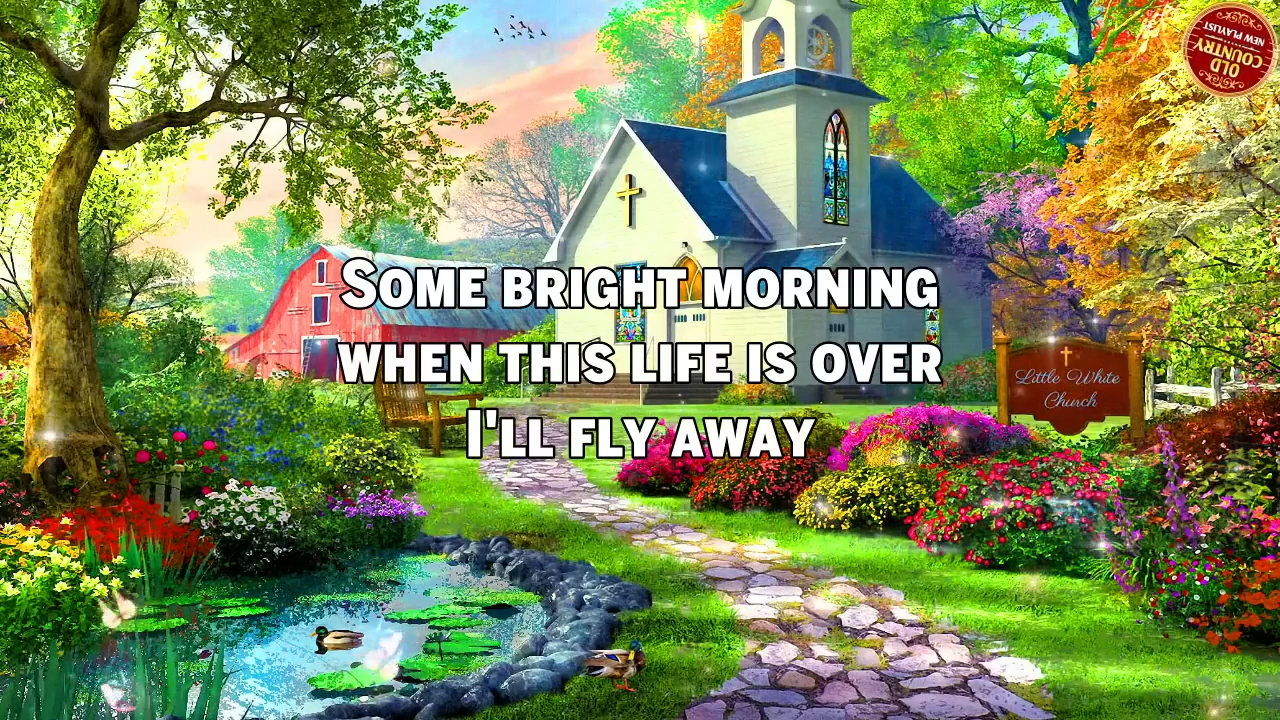 OLD
COUNTRY
NEW PLAYLIST
SOME BRIGHT MORNING
WHEN THIS LIFE IS OVER
I'LL FLY AWAY
Little White
Church